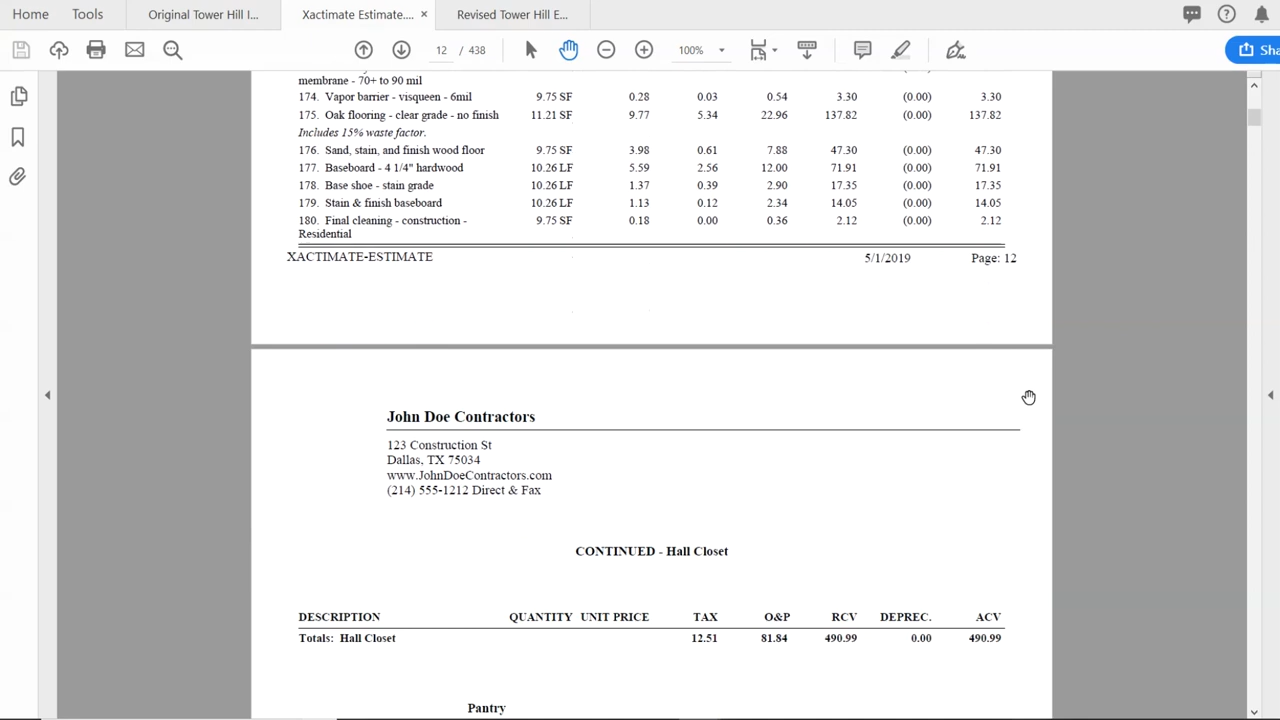 Home Tools Original Tower Hill I... Xactimate Estimate.... × Revised Tower Hill E...
12 / 438 100% Sha
membrane - 70+ to 90 mil
174. Vapor barrier - visqueen - 6mil 9.75 SF 0.28 0.03 0.54 3.30 (0.00) 3.30
175. Oak flooring - clear grade - no finish 11.21 SF 9.77 5.34 22.96 137.82 (0.00) 137.82
Includes 15% waste factor.
176. Sand, stain, and finish wood floor 9.75 SF 3.98 0.61 7.88 47.30 (0.00) 47.30
177. Baseboard - 4 1/4" hardwood 10.26 LF 5.59 2.56 12.00 71.91 (0.00) 71.91
178. Base shoe - stain grade 10.26 LF 1.37 0.39 2.90 17.35 (0.00) 17.35
179. Stain & finish baseboard 10.26 LF 1.13 0.12 2.34 14.05 (0.00) 14.05
180. Final cleaning - construction - 9.75 SF 0.18 0.00 0.36 2.12 (0.00) 2.12
Residential
XACTIMATE-ESTIMATE 5/1/2019 Page: 12
John Doe Contractors
123 Construction St
Dallas, TX 75034
www.JohnDoeContractors.com
(214) 555-1212 Direct & Fax
CONTINUED - Hall Closet
DESCRIPTION QUANTITY UNIT PRICE TAX O&P RCV DEPREC. ACV
Totals: Hall Closet 12.51 81.84 490.99 0.00 490.99
Pantry